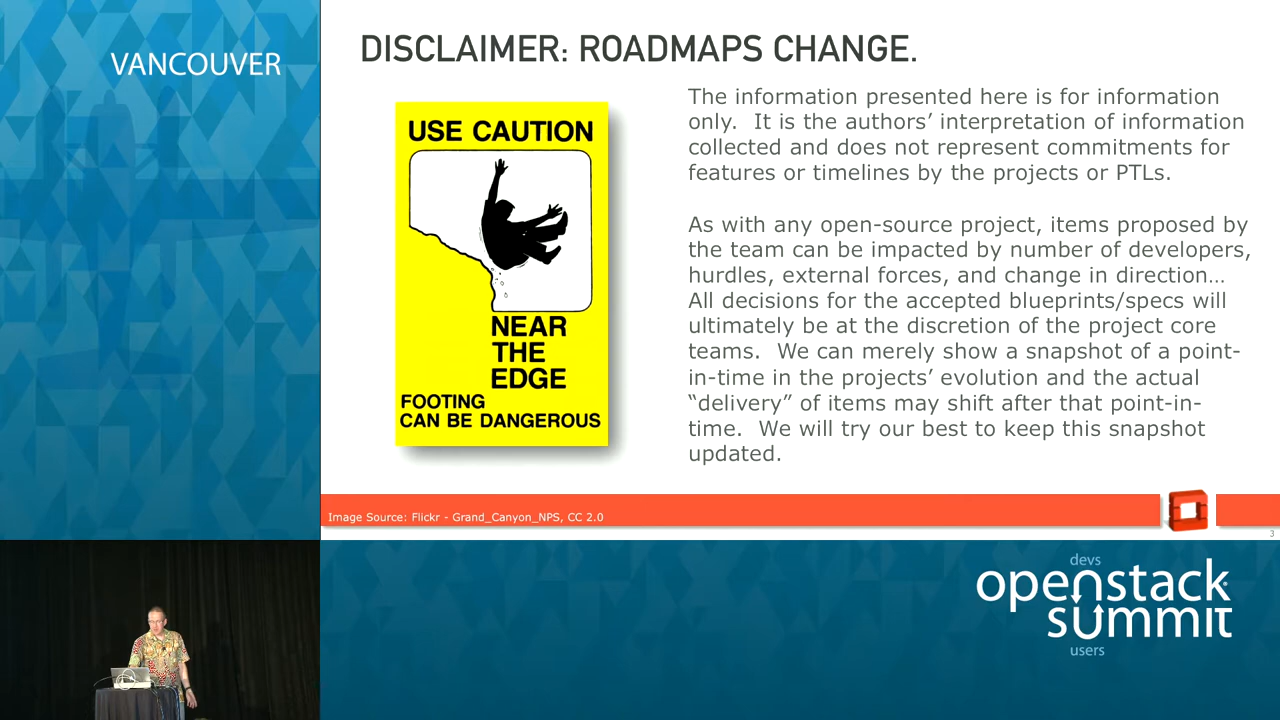 VANCOUVER
DISCLAIMER: ROADMAPS CHANGE.
USE CAUTION
NEAR
THE
EDGE
FOOTING
CAN BE DANGEROUS
The information presented here is for information
only.  It is the authors’ interpretation of information
collected and does not represent commitments for
features or timelines by the projects or PTLs.
As with any open-source project, items proposed by
the team can be impacted by number of developers,
hurdles, external forces, and change in direction…
All decisions for the accepted blueprints/specs will
ultimately be at the discretion of the project core
teams.  We can merely show a snapshot of a point-
in-time in the projects’ evolution and the actual
“delivery” of items may shift after that point-in-
time.  We will try our best to keep this snapshot
updated.
Image Source: Flickr - Grand_Canyon_NPS, CC 2.0
3
devs
openstack
summit
users